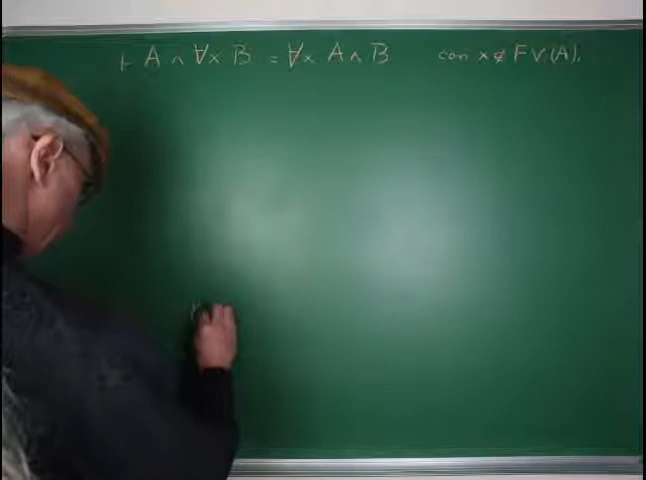 ⊢ A ∧ ∀x B = ∀x A ∧ B con x ∉ FV(A).